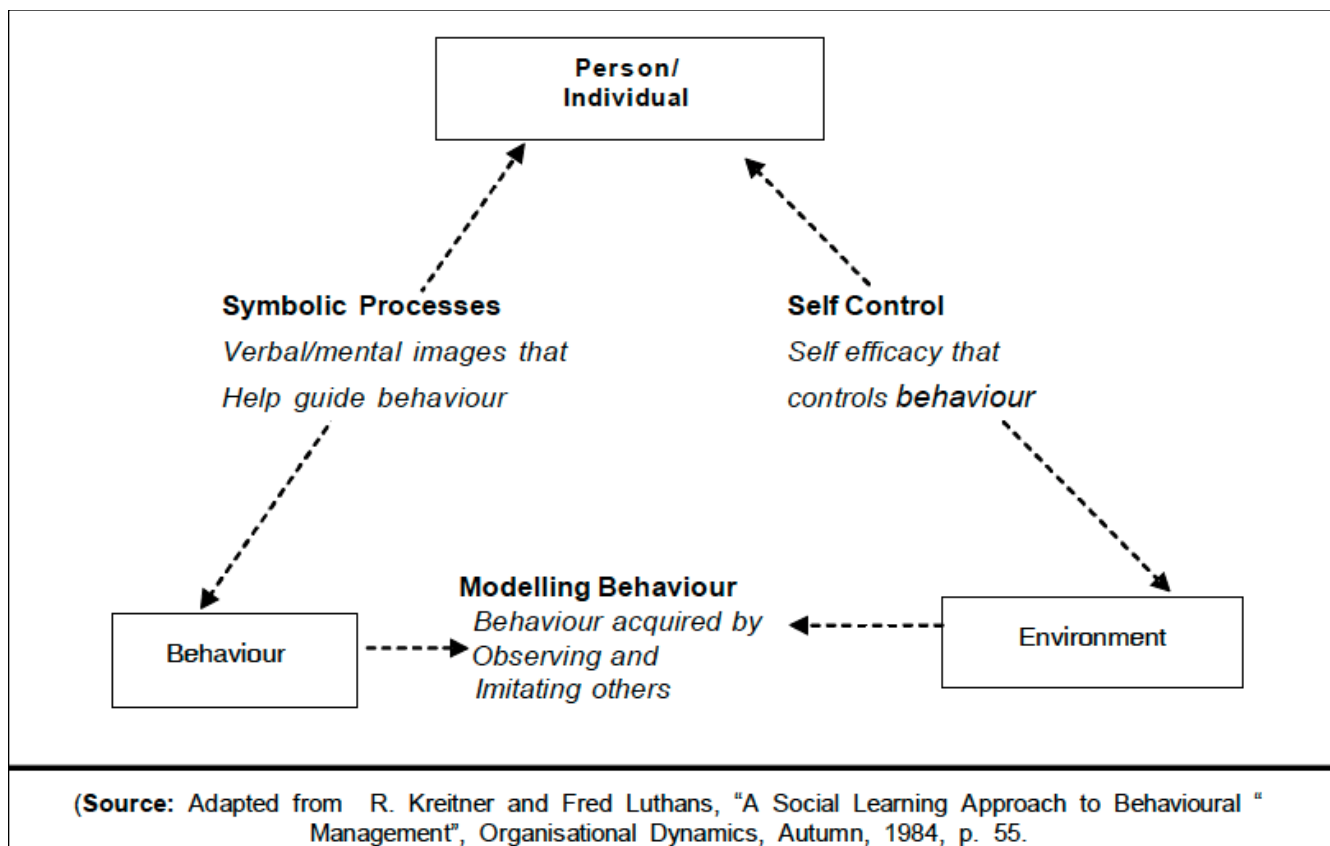 Person/
Individual
Symbolic Processes
Verbal/mental images that
Help guide behaviour
Self Control
Self efficacy that
controls behaviour
Modelling Behaviour
Behaviour acquired by
Observing and
Imitating others
Behaviour
Environment
(Source: Adapted from R. Kreitner and Fred Luthans, “A Social Learning Approach to Behavioural “
Management”, Organisational Dynamics, Autumn, 1984, p. 55.